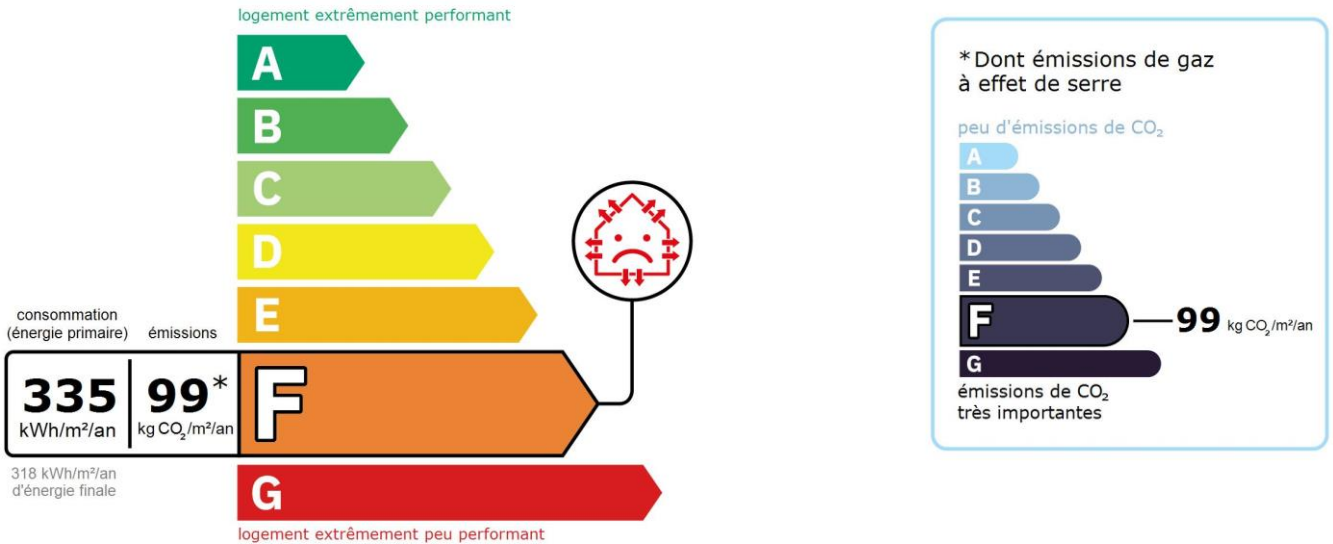 logement extrêmement performant
A
B
C
D
E
consommation
(énergie primaire) émissions
335 99*
kWh/m²/an kg CO₂/m²/an
F
318 kWh/m²/an
d'énergie finale
G
logement extrêmement peu performant
*Dont émissions de gaz
à effet de serre
peu d'émissions de CO₂
A
B
C
D
E
F 99 kg CO₂/m²/an
G
émissions de CO₂
très importantes